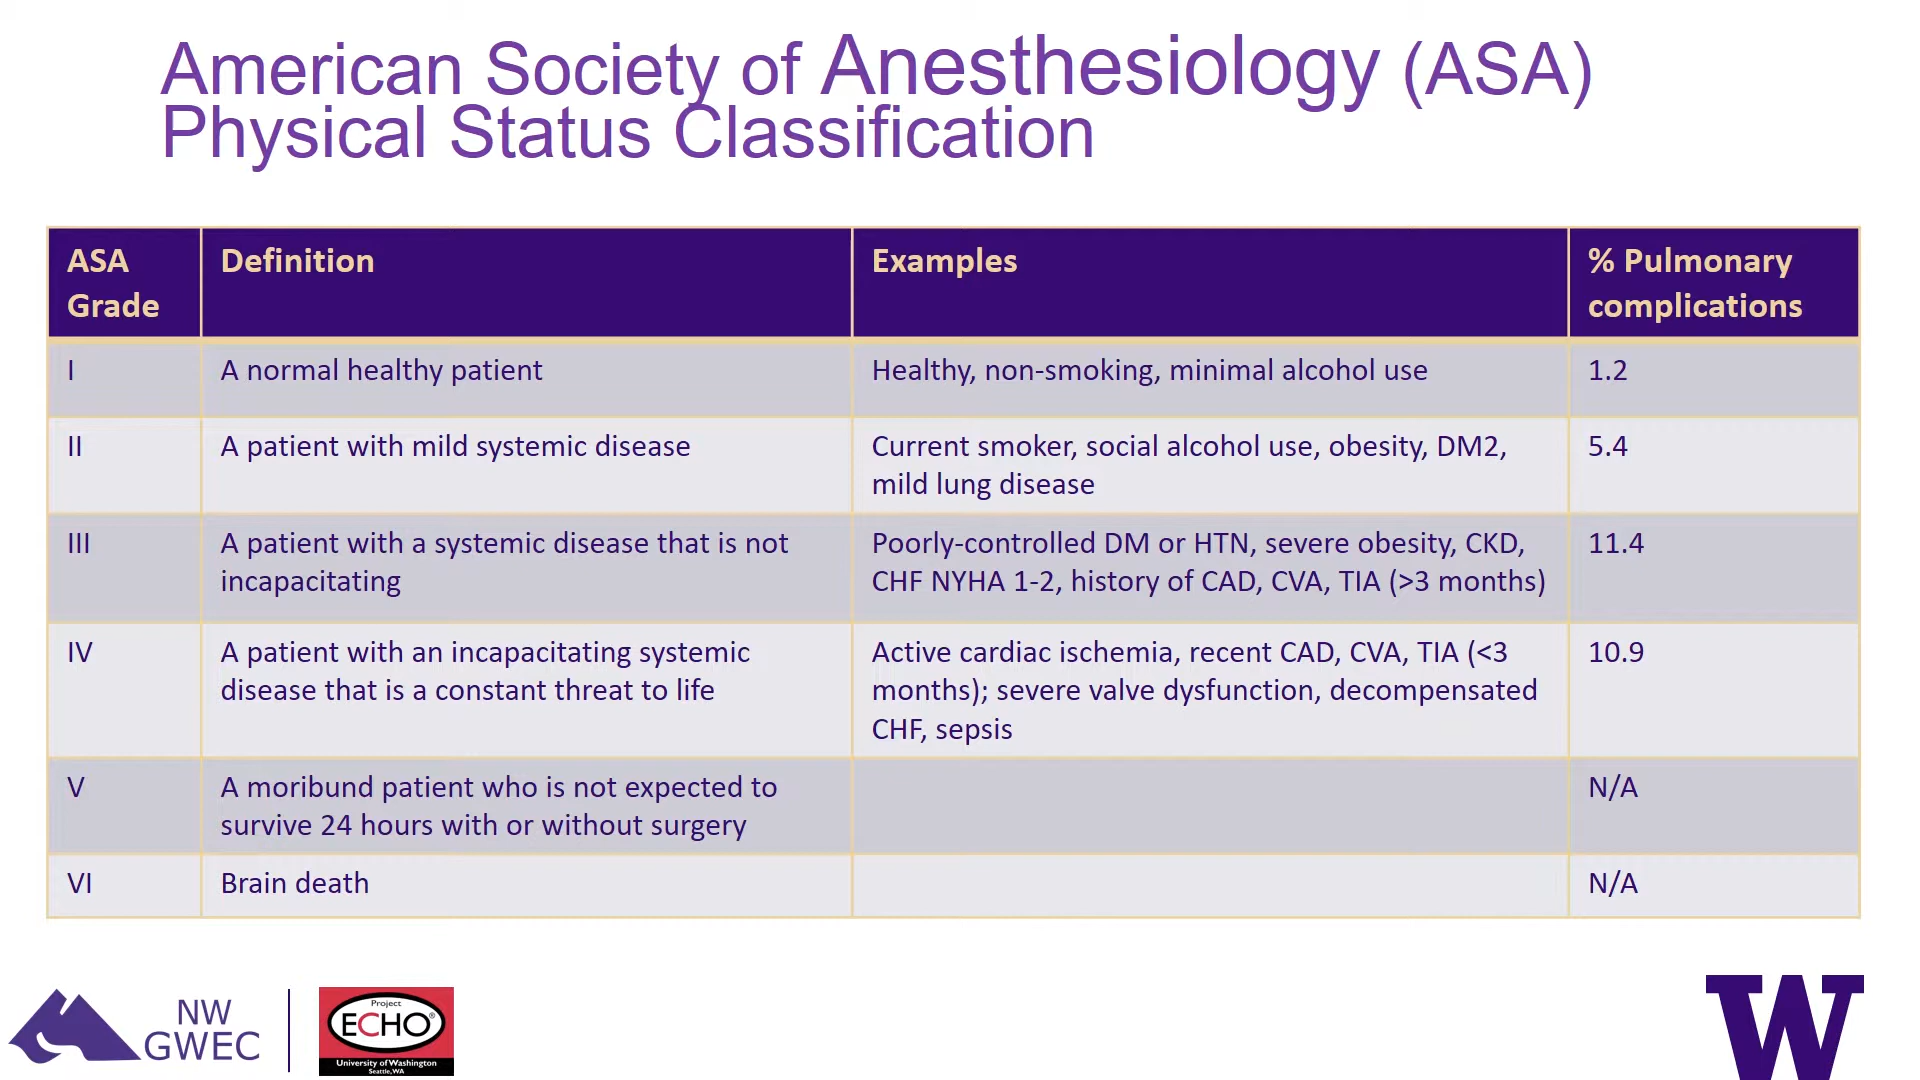 American Society of Anesthesiology (ASA)
Physical Status Classification
ASA
Grade
Definition
Examples
% Pulmonary
complications
I
A normal healthy patient
Healthy, non-smoking, minimal alcohol use
1.2
II
A patient with mild systemic disease
Current smoker, social alcohol use, obesity, DM2,
mild lung disease
5.4
III
A patient with a systemic disease that is not
incapacitating
Poorly-controlled DM or HTN, severe obesity, CKD,
CHF NYHA 1-2, history of CAD, CVA, TIA (>3 months)
11.4
IV
A patient with an incapacitating systemic
disease that is a constant threat to life
Active cardiac ischemia, recent CAD, CVA, TIA (<3
months); severe valve dysfunction, decompensated
CHF, sepsis
10.9
V
A moribund patient who is not expected to
survive 24 hours with or without surgery
N/A
VI
Brain death
N/A
NW
GWEC
Project
ECHO®
University of Washington
Seattle, WA
W